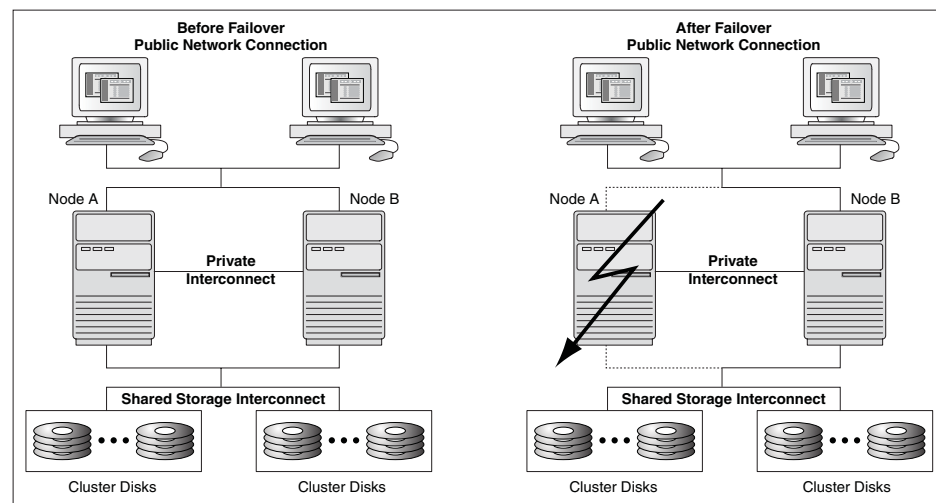 Before Failover
Public Network Connection
Node A
Node B
Private
Interconnect
Shared Storage Interconnect
Cluster Disks
Cluster Disks
After Failover
Public Network Connection
Node A
Node B
Private
Interconnect
Shared Storage Interconnect
Cluster Disks
Cluster Disks